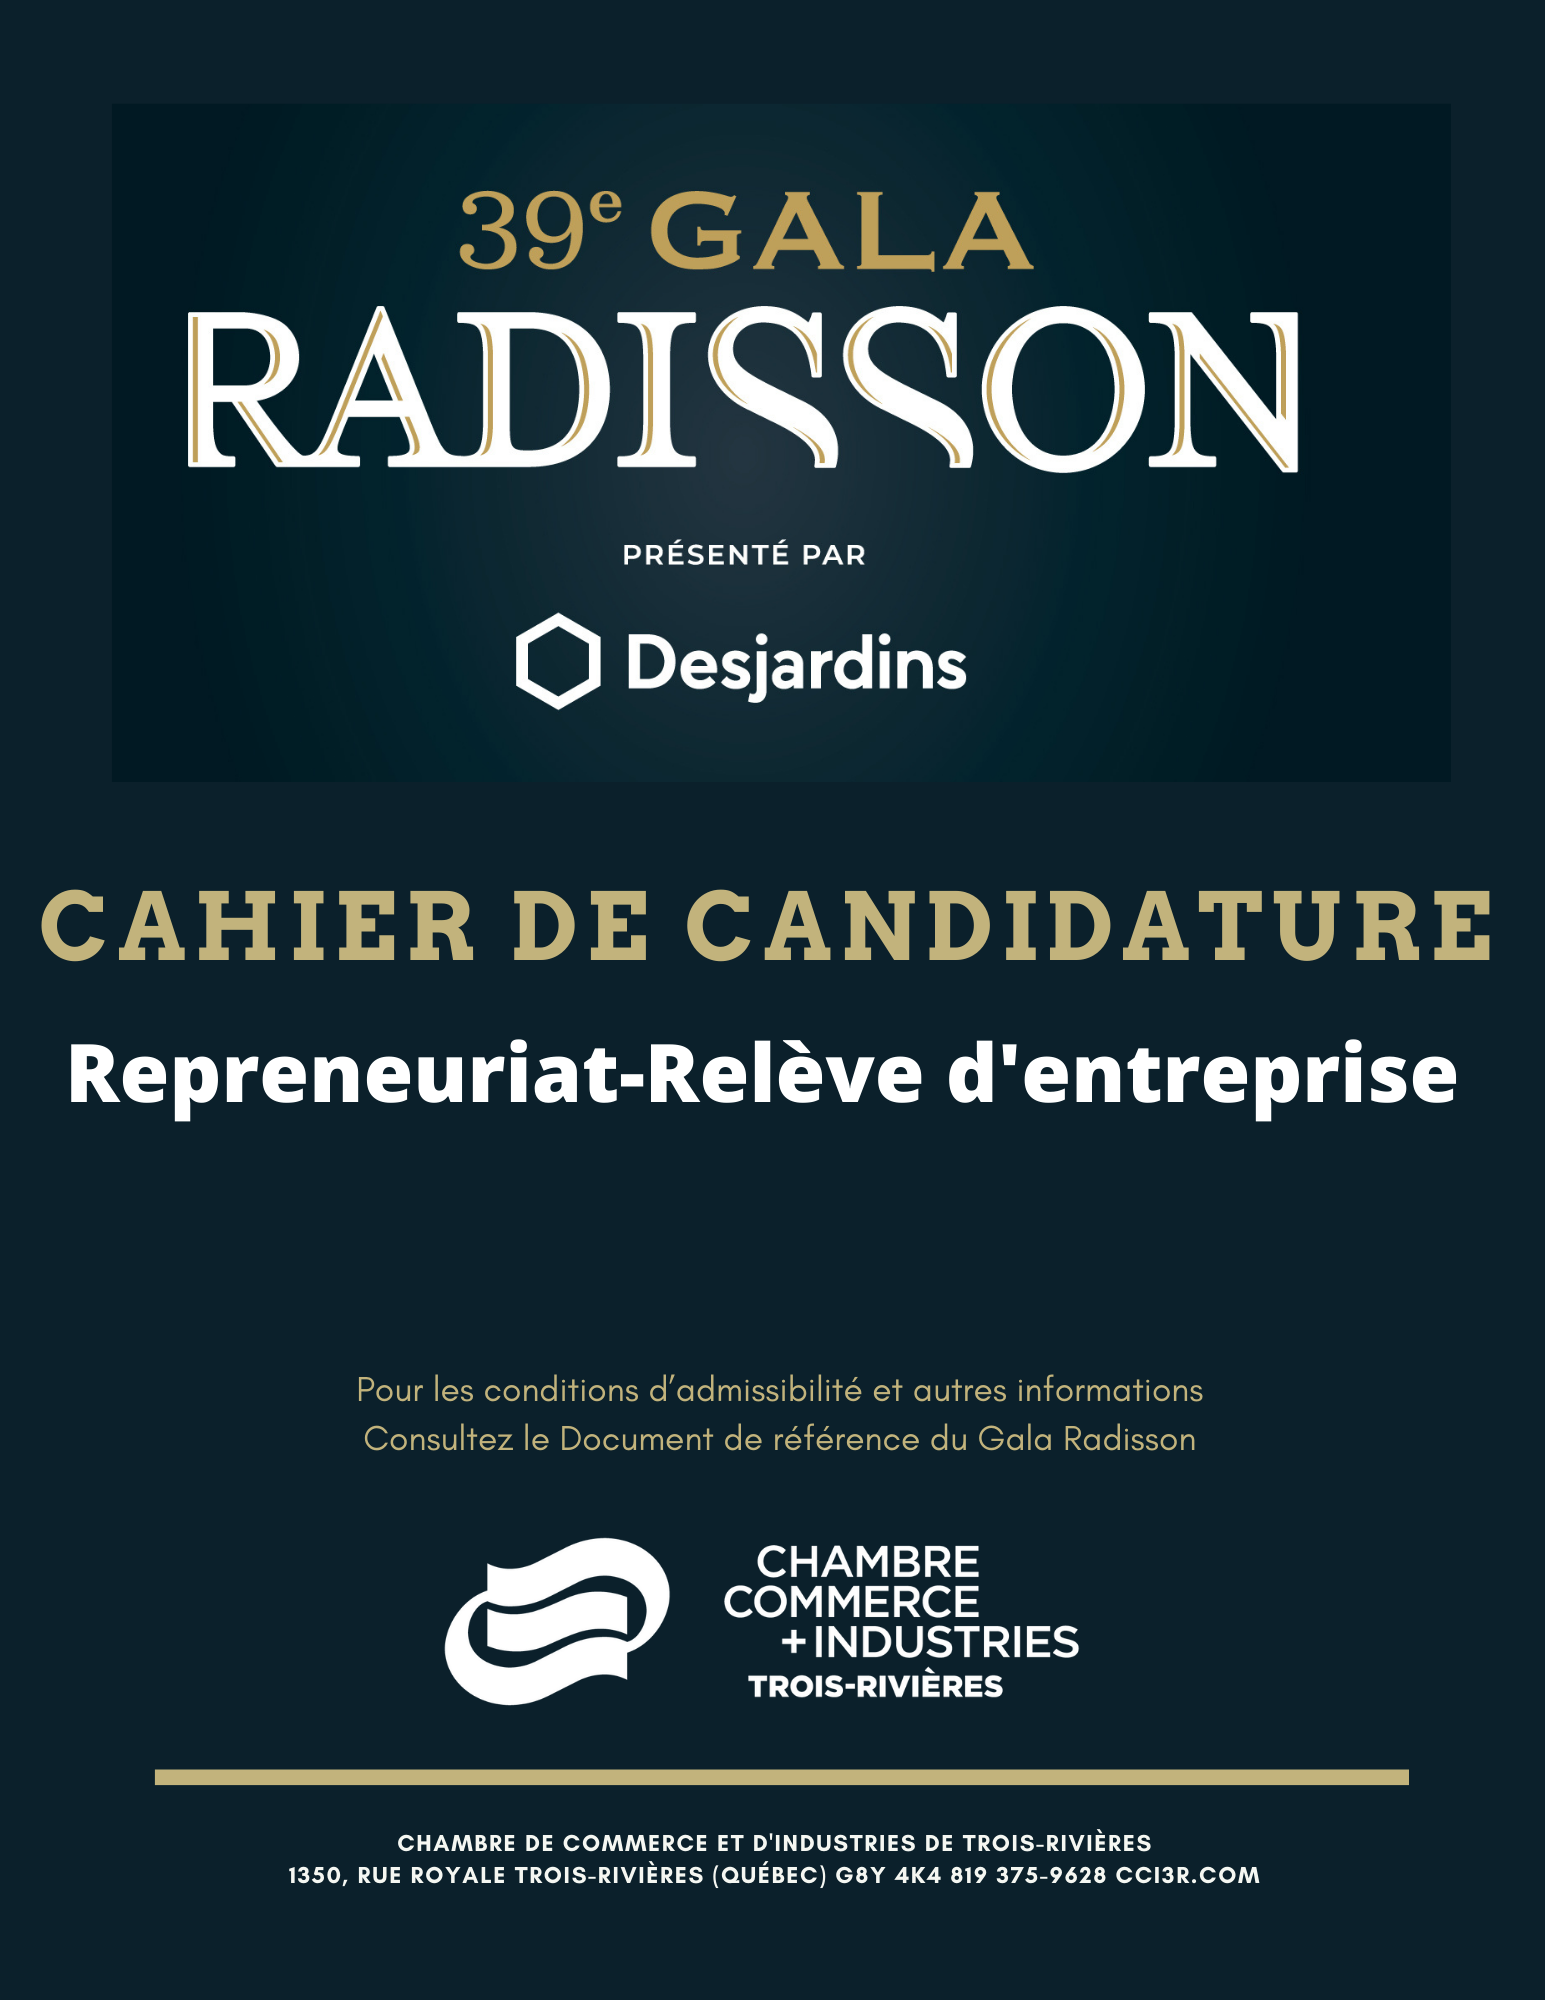 39e GALA
RADISSON
PRÉSENTÉ PAR
Desjardins
CAHIER DE CANDIDATURE
Repreneuriat-Relève d'entreprise
Pour les conditions d’admissibilité et autres informations
Consultez le Document de référence du Gala Radisson
CHAMBRE
COMMERCE
+INDUSTRIES
TROIS-RIVIÈRES
CHAMBRE DE COMMERCE ET D'INDUSTRIES DE TROIS-RIVIÈRES
1350, RUE ROYALE TROIS-RIVIÈRES (QUÉBEC) G8Y 4K4 819 375-9628 CCI3R.COM